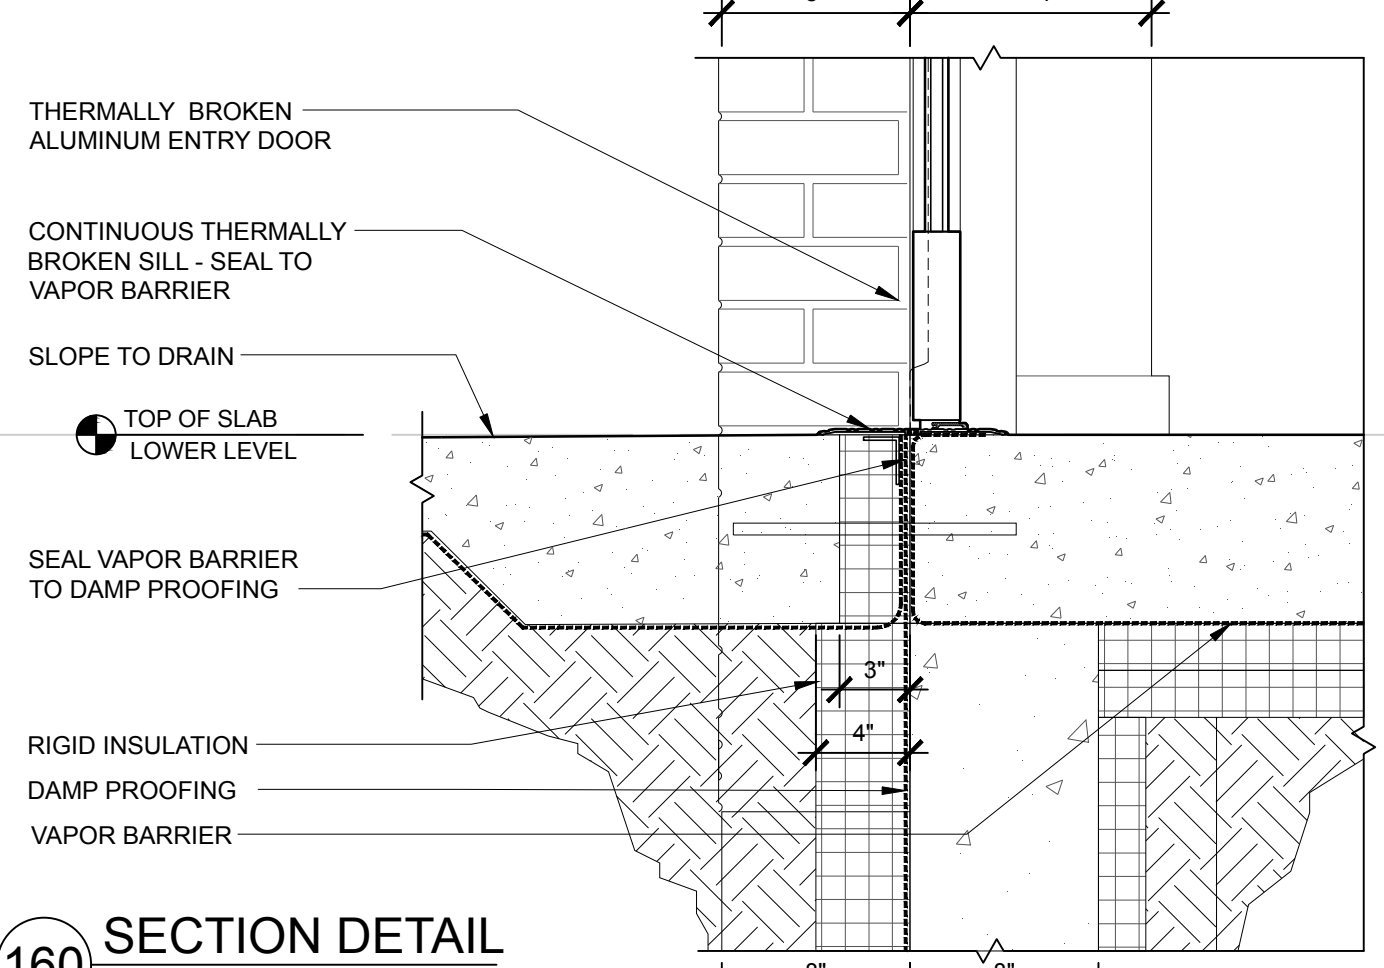 THERMALLY BROKEN
ALUMINUM ENTRY DOOR
CONTINUOUS THERMALLY
BROKEN SILL - SEAL TO
VAPOR BARRIER
SLOPE TO DRAIN
TOP OF SLAB
LOWER LEVEL
SEAL VAPOR BARRIER
TO DAMP PROOFING
3"
4"
RIGID INSULATION
DAMP PROOFING
VAPOR BARRIER
SECTION DETAIL
160